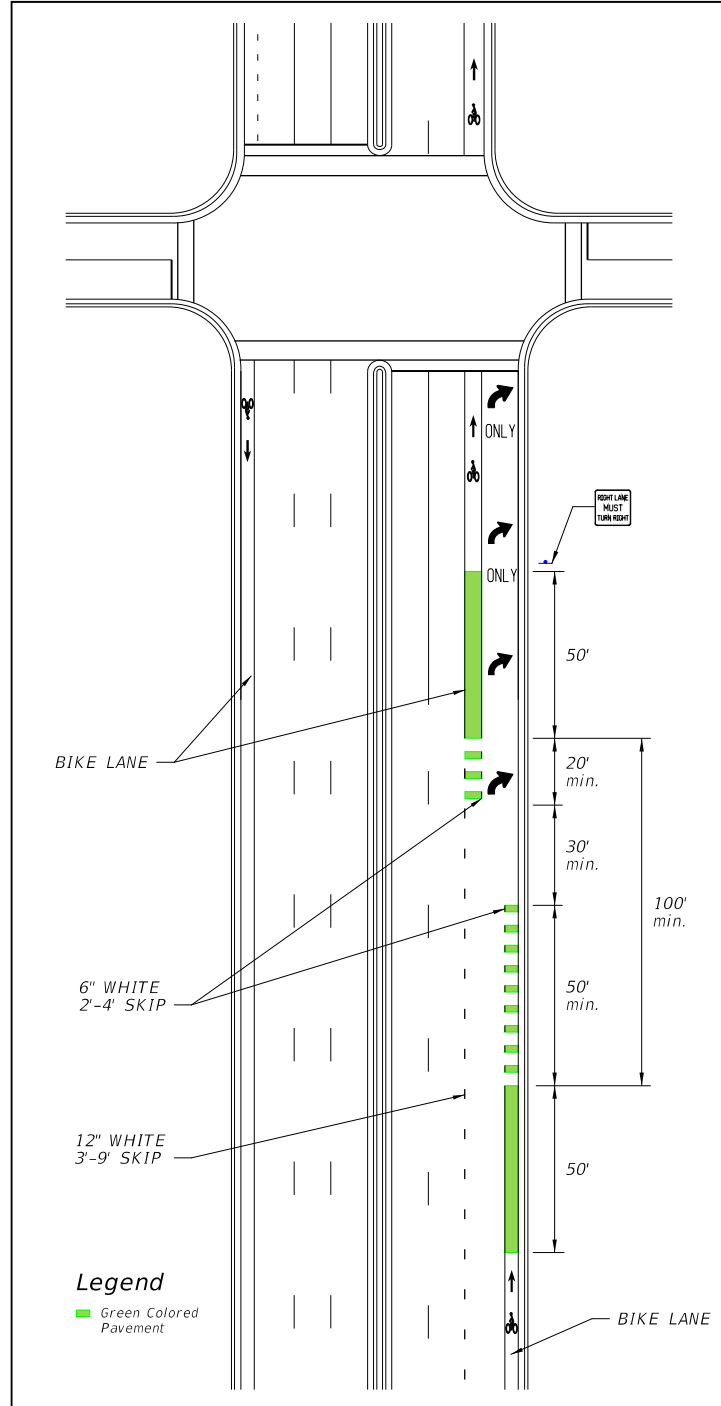 ONLY
RIGHT LANE
MUST
TURN RIGHT
ONLY
50'
BIKE LANE
20'
min.
30'
min.
100'
min.
6" WHITE
2'-4' SKIP
50'
min.
12" WHITE
3'-9' SKIP
50'
Legend
Green Colored
Pavement
BIKE LANE